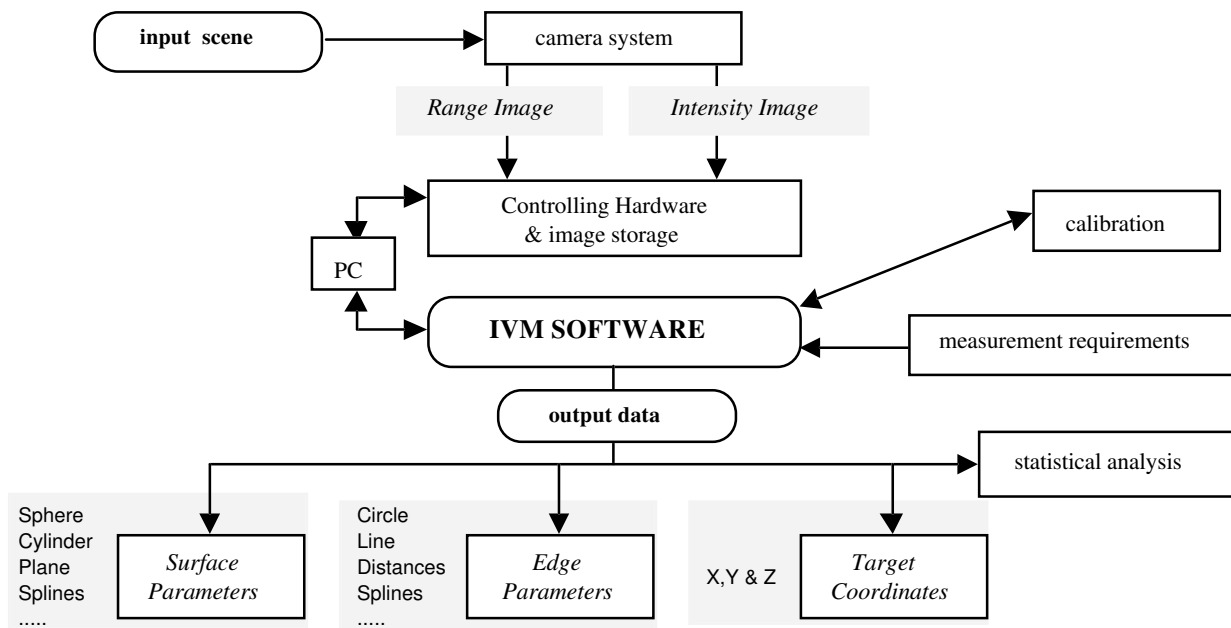 input scene
camera system
Range Image
Intensity Image
Controlling Hardware
& image storage
calibration
PC
IVM SOFTWARE
measurement requirements
output data
statistical analysis
Sphere
Cylinder
Plane
Splines
.....
Surface
Parameters
Circle
Line
Distances
Splines
.....
Edge
Parameters
X,Y & Z
Target
Coordinates